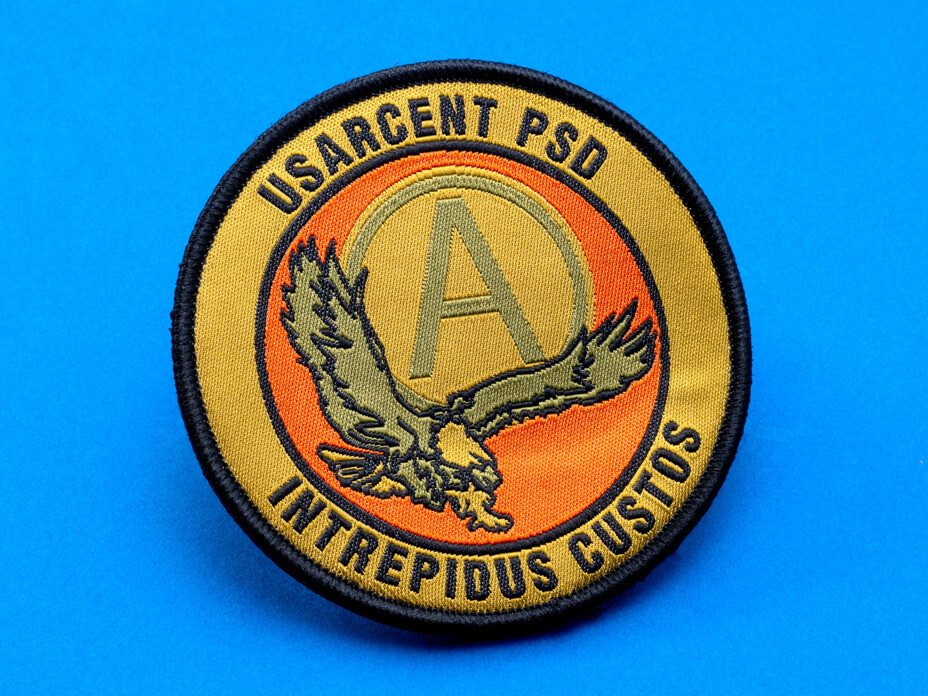 USARCENT PSD
A
INTREPIDUS CUSTOS